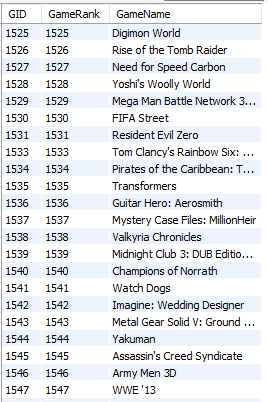 GID GameRank GameName
1525 1525 Digimon World
1526 1526 Rise of the Tomb Raider
1527 1527 Need for Speed Carbon
1528 1528 Yoshi's Woolly World
1529 1529 Mega Man Battle Network 3...
1530 1530 FIFA Street
1531 1531 Resident Evil Zero
1533 1533 Tom Clancy's Rainbow Six: ...
1534 1534 Pirates of the Caribbean: T...
1535 1535 Transformers
1536 1536 Guitar Hero: Aerosmith
1537 1537 Mystery Case Files: MillionHeir
1538 1538 Valkyria Chronicles
1539 1539 Midnight Club 3: DUB Editio...
1540 1540 Champions of Norrath
1541 1541 Watch Dogs
1542 1542 Imagine: Wedding Designer
1543 1543 Metal Gear Solid V: Ground ...
1544 1544 Yakuman
1545 1545 Assassin's Creed Syndicate
1546 1546 Army Men 3D
1547 1547 WWE '13